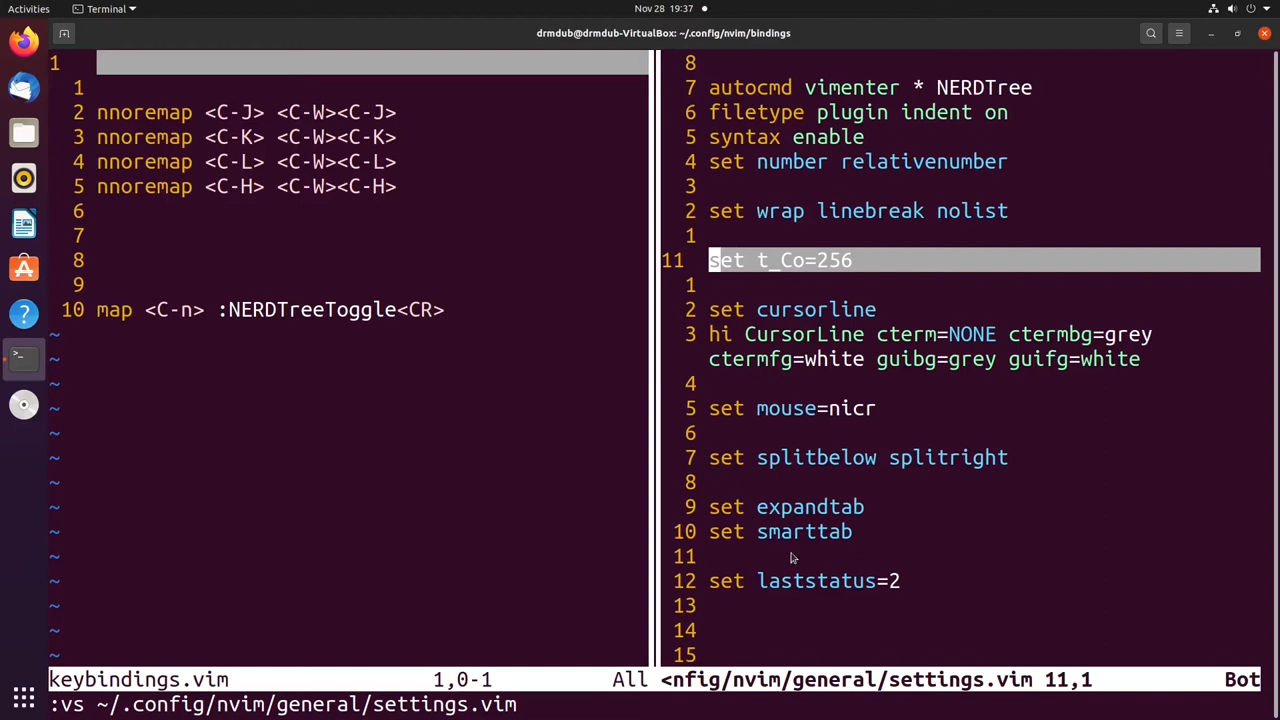 Activities
Terminal
Nov 28 19:37
drmdub@drmdub-VirtualBox: ~/.config/nvim/bindings
1
1
2 nnoremap <C-J> <C-W><C-J>
3 nnoremap <C-K> <C-W><C-K>
4 nnoremap <C-L> <C-W><C-L>
5 nnoremap <C-H> <C-W><C-H>
6
7
8
9
10 map <C-n> :NERDTreeToggle<CR>
~
~
~
~
~
~
~
~
~
~
~
~
~
~
keybindings.vim 1,0-1 All
8
7 autocmd vimenter * NERDTree
6 filetype plugin indent on
5 syntax enable
4 set number relativenumber
3
2 set wrap linebreak nolist
1
11 set t_Co=256
1
2 set cursorline
3 hi CursorLine cterm=NONE ctermbg=grey
ctermfg=white guibg=grey guifg=white
4
5 set mouse=nicr
6
7 set splitbelow splitright
8
9 set expandtab
10 set smarttab
11
12 set laststatus=2
13
14
15
<nfig/nvim/general/settings.vim 11,1 Bot
:vs ~/.config/nvim/general/settings.vim